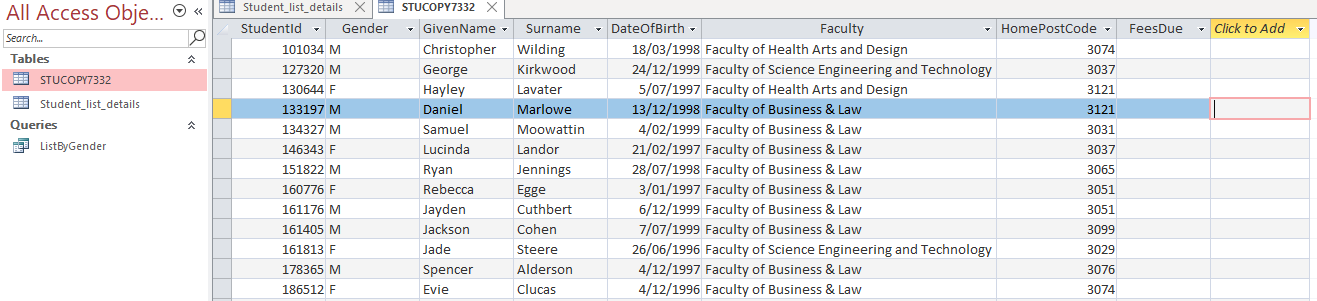 All Access Obje... «
Search...
Tables
STUCOPY7332
Student_list_details
Queries
ListByGender
Student_list_details STUCOPY7332
StudentId Gender GivenName Surname DateOfBirth Faculty HomePostCode FeesDue Click to Add
101034 M Christopher Wilding 18/03/1998 Faculty of Health Arts and Design 3074
127320 M George Kirkwood 24/12/1999 Faculty of Science Engineering and Technology 3037
130644 F Hayley Lavater 5/07/1997 Faculty of Health Arts and Design 3121
133197 M Daniel Marlowe 13/12/1998 Faculty of Business & Law 3121
134327 M Samuel Moowattin 4/02/1999 Faculty of Business & Law 3031
146343 F Lucinda Landor 21/02/1997 Faculty of Business & Law 3037
151822 M Ryan Jennings 28/07/1998 Faculty of Business & Law 3065
160776 F Rebecca Egge 3/01/1997 Faculty of Business & Law 3051
161176 M Jayden Cuthbert 6/12/1999 Faculty of Business & Law 3051
161405 M Jackson Cohen 7/07/1999 Faculty of Business & Law 3099
161813 F Jade Steere 26/06/1996 Faculty of Science Engineering and Technology 3029
178365 M Spencer Alderson 4/12/1997 Faculty of Business & Law 3076
186512 F Evie Clucas 4/12/1996 Faculty of Business & Law 3074